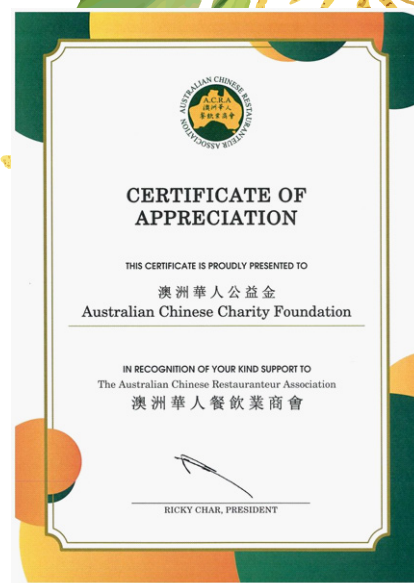 AUSTRALIAN CHINESE RESTAURANTEUR ASSOCIATION
A.C.R.A
澳洲華人
餐飲業商會
CERTIFICATE OF
APPRECIATION
THIS CERTIFICATE IS PROUDLY PRESENTED TO
澳洲華人公益金
Australian Chinese Charity Foundation
IN RECOGNITION OF YOUR KIND SUPPORT TO
The Australian Chinese Restauranteur Association
澳洲華人餐飲業商會
RICKY CHAR, PRESIDENT